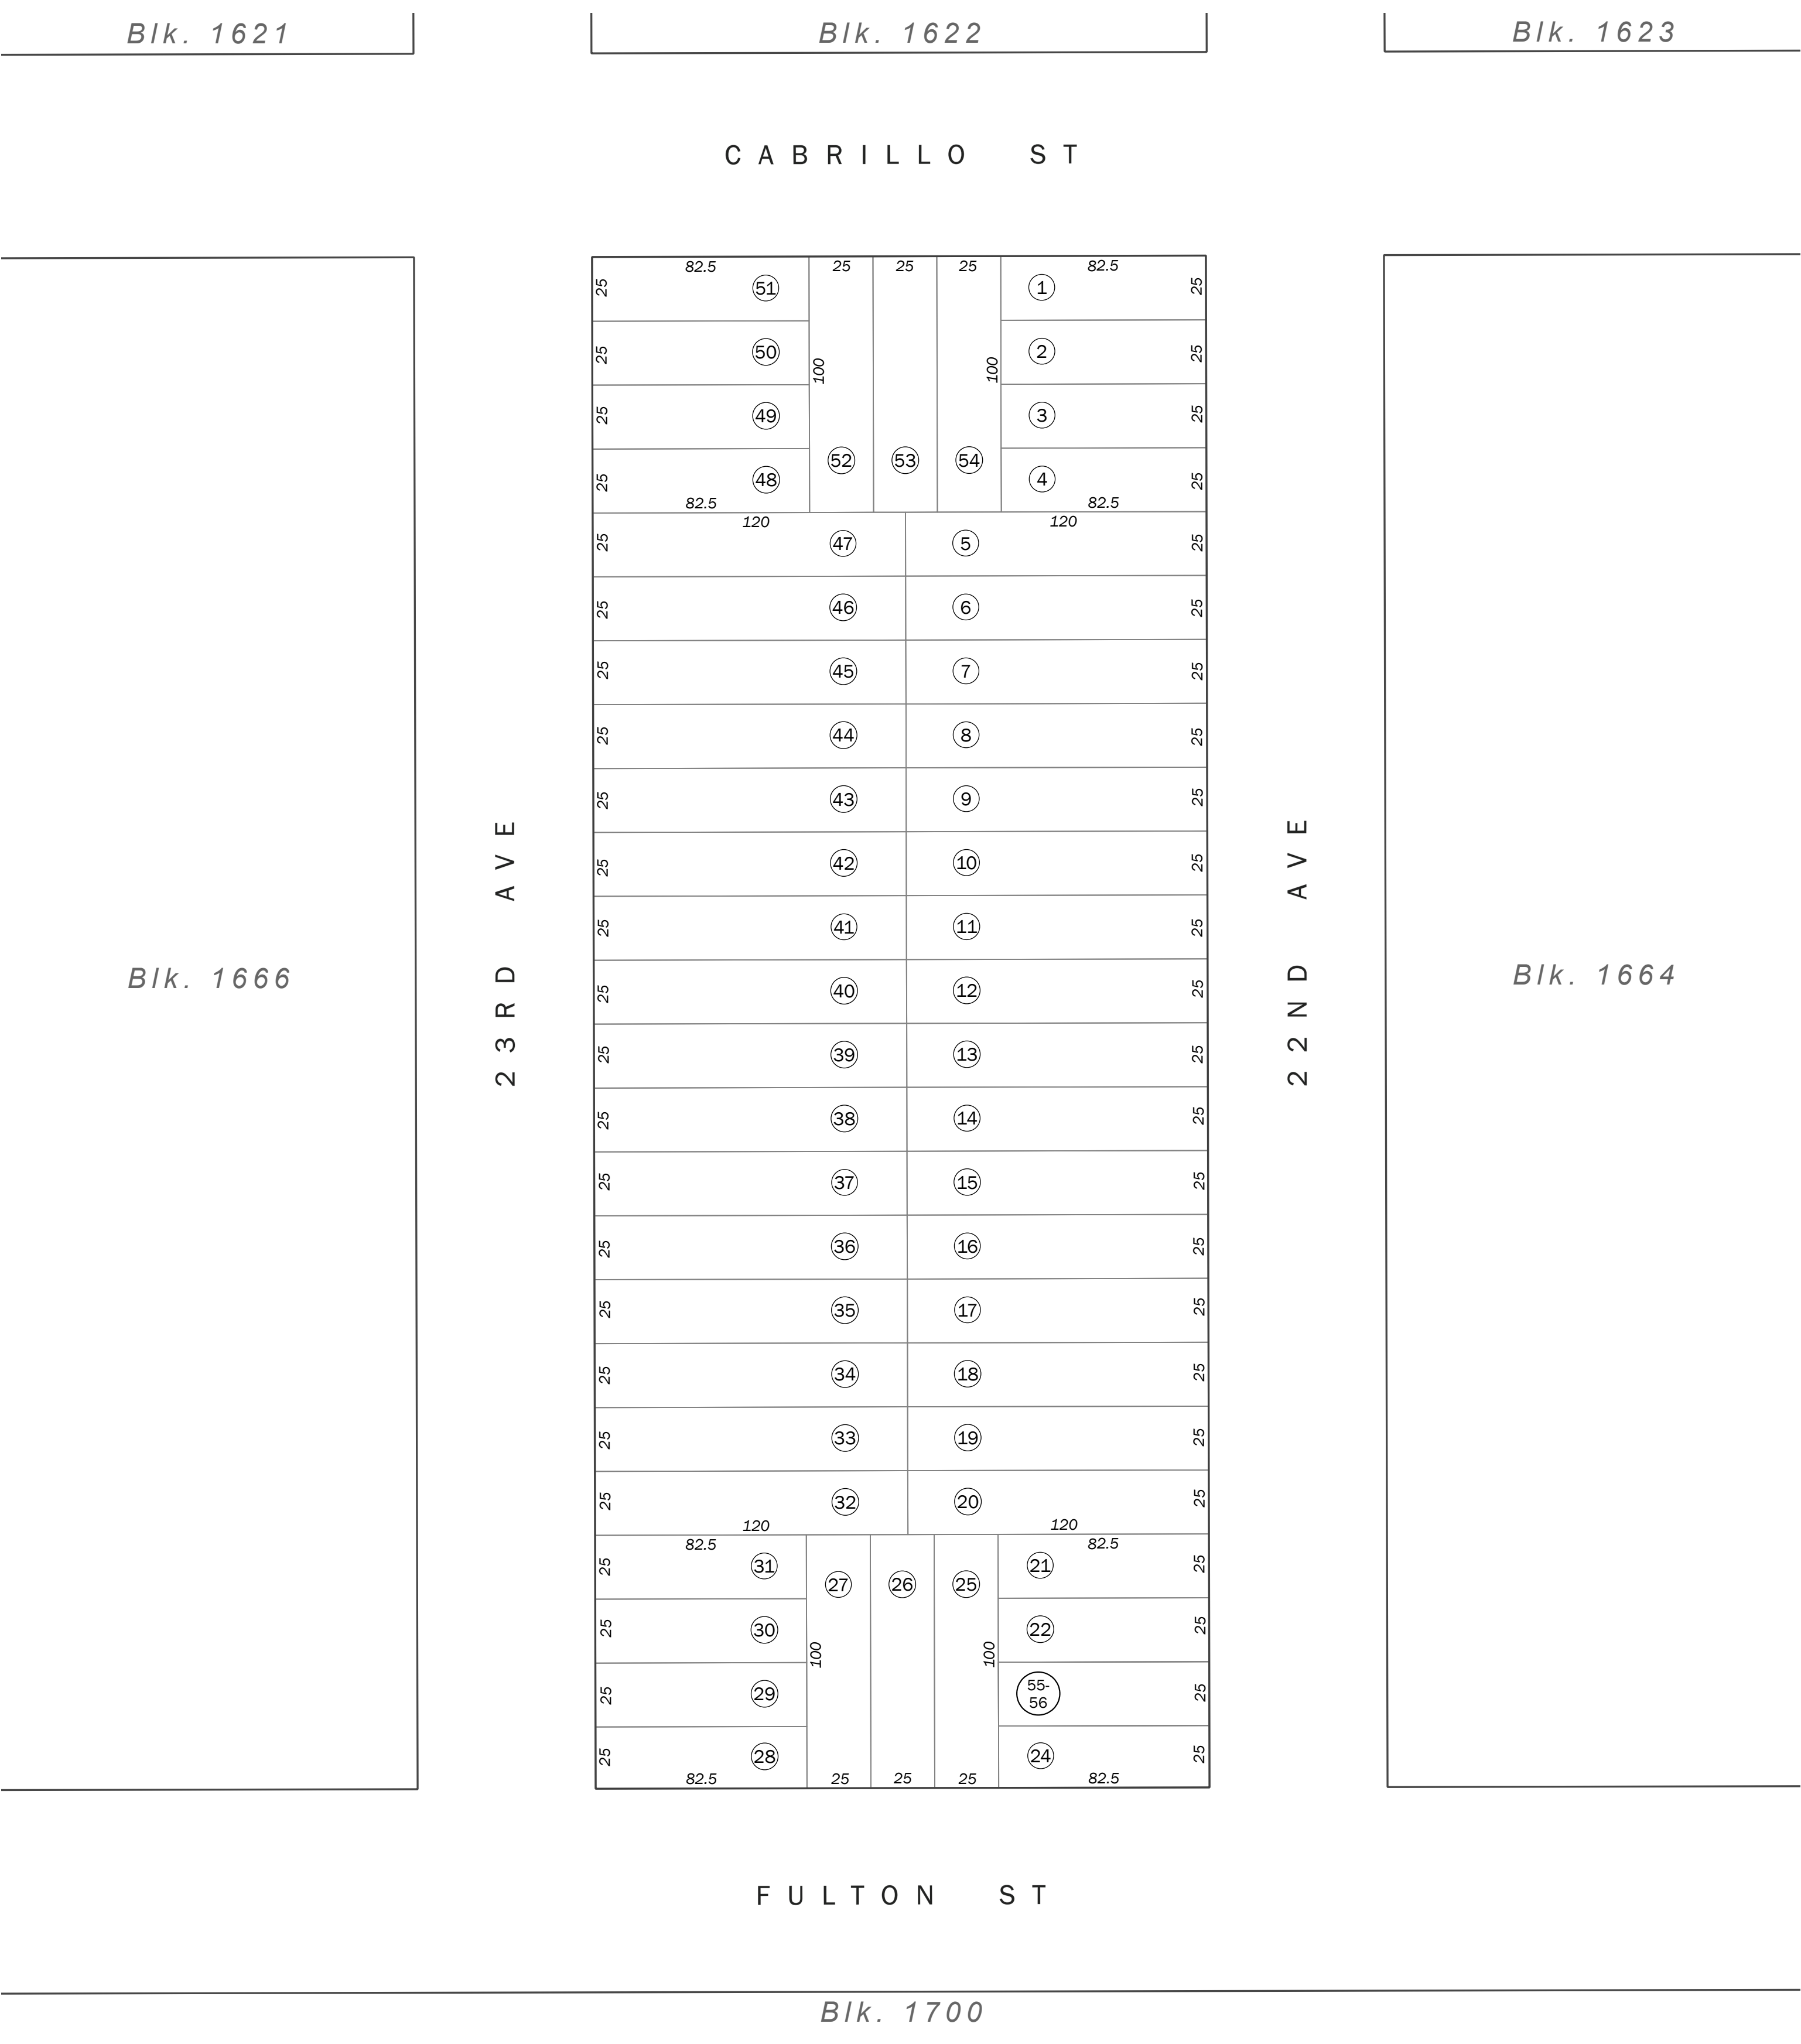 Blk. 1621
Blk. 1622
Blk. 1623
CABRILLO ST
82.5 25 25 25 82.5
25 51 1 25
25 50 2 25
100 100
25 49 3 25
52 53 54
25 48 4 25
82.5 82.5
120 120
25 47 5 25
25 46 6 25
25 45 7 25
25 44 8 25
25 43 9 25
25 42 10 25
25 41 11 25
25 40 12 25
25 39 13 25
25 38 14 25
25 37 15 25
25 36 16 25
25 35 17 25
25 34 18 25
25 33 19 25
25 32 20 25
120 120
82.5 82.5
25 31 21 25
27 26 25
25 30 22 25
100 100
25 29 55-
56 25
25 28 24 25
82.5 25 25 25 82.5
23RD AVE
22ND AVE
Blk. 1666
Blk. 1664
FULTON ST
Blk. 1700